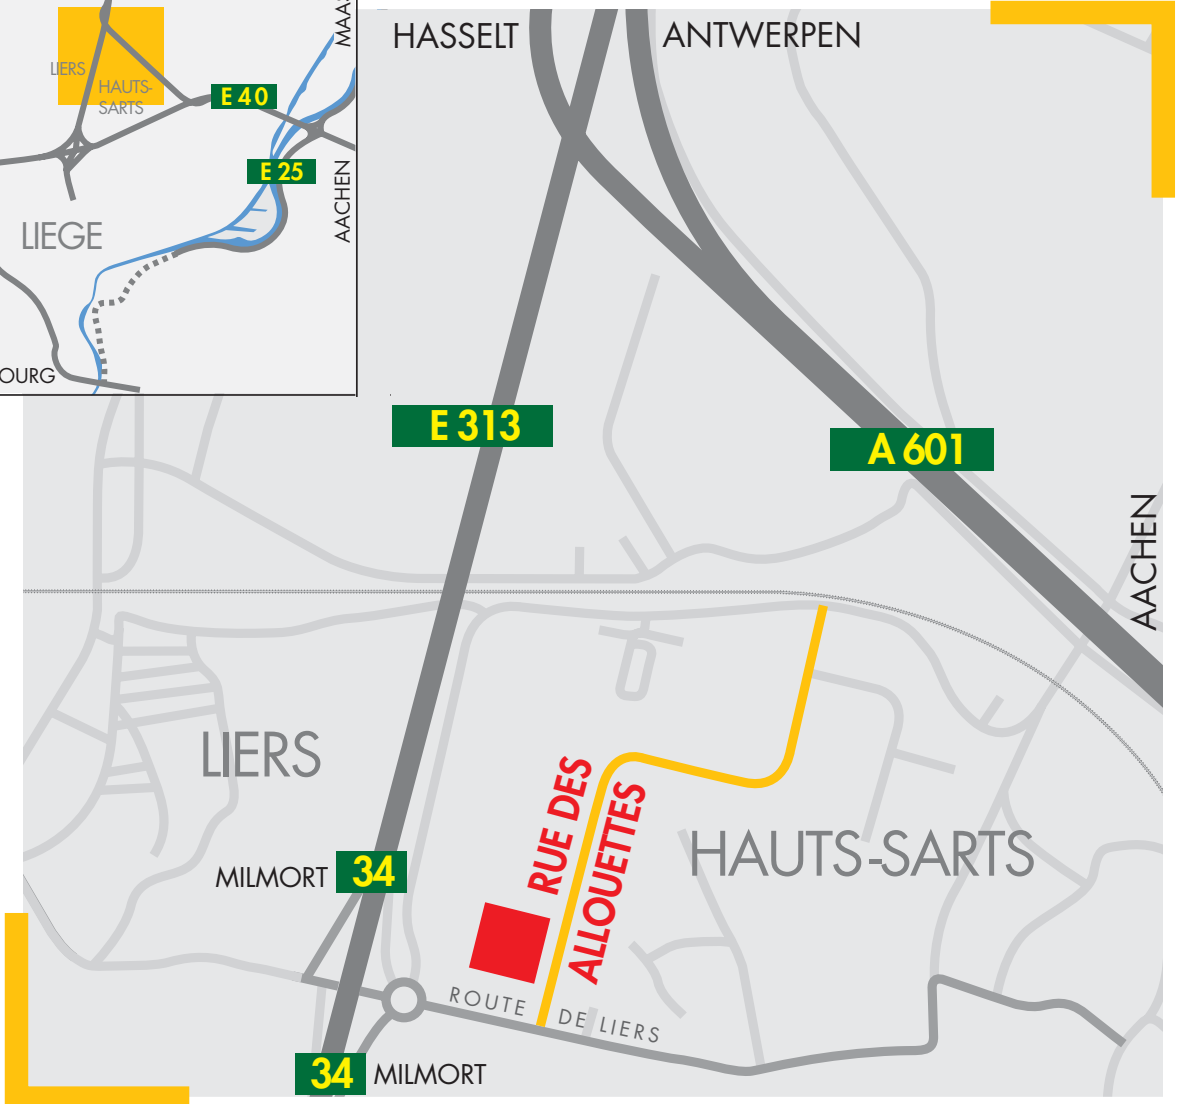 HASSELT
ANTWERPEN
MAAS
LIERS
HAUTS-
SARTS
E 40
E 25
AACHEN
LIEGE
OURG
E 313
A 601
AACHEN
LIERS
RUE DES
ALLOUETTES
HAUTS-SARTS
MILMORT
34
ROUTE DE LIERS
34
MILMORT